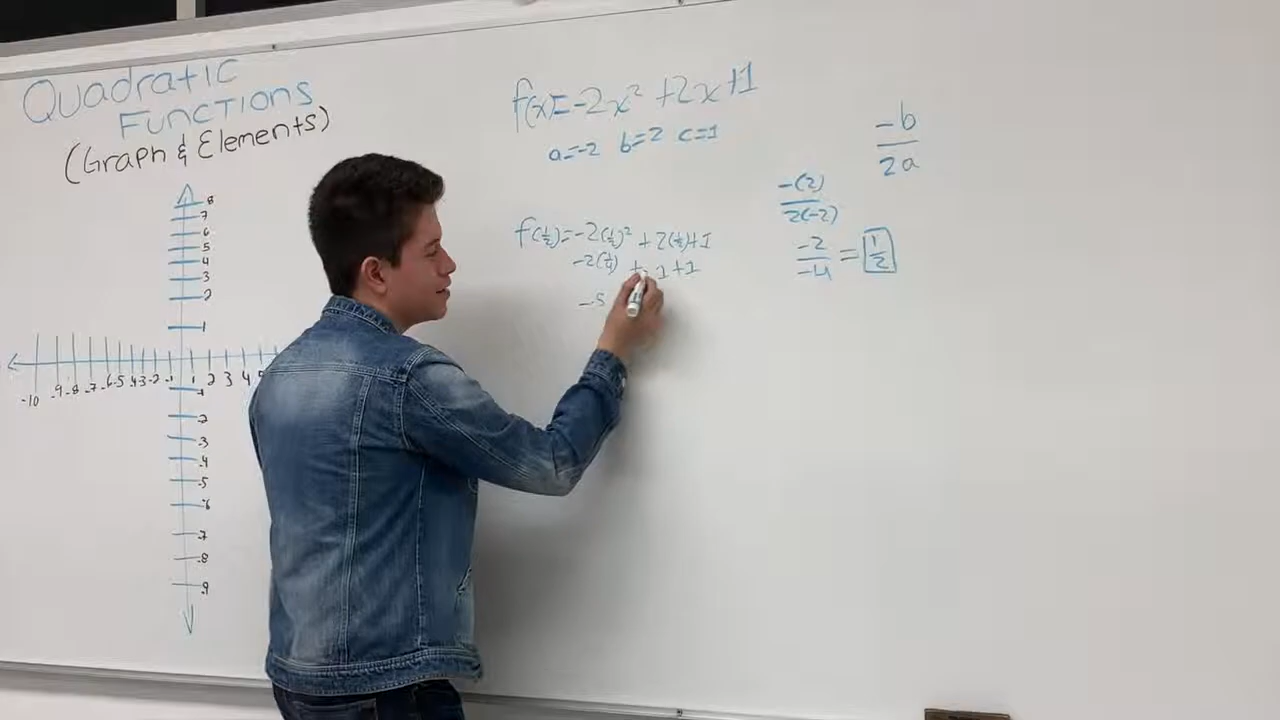 Quadratic
Functions
(Graph & Elements)
8
7
6
5
4
3
2
1
-10 -9 -8 -7 -6 -5 -4 -3 -2 -1 1 2 3 4
-1
-2
-3
-4
-5
-6
-7
-8
-9
f(x)=-2x² +2x+1
a=-2 b=2 c=1
f(½)=-2(½)² +2(½)+1
-2(¼) + 1 +1
-.5
-b
2a
-(2)
2(-2)
-2
-4
= 1
2